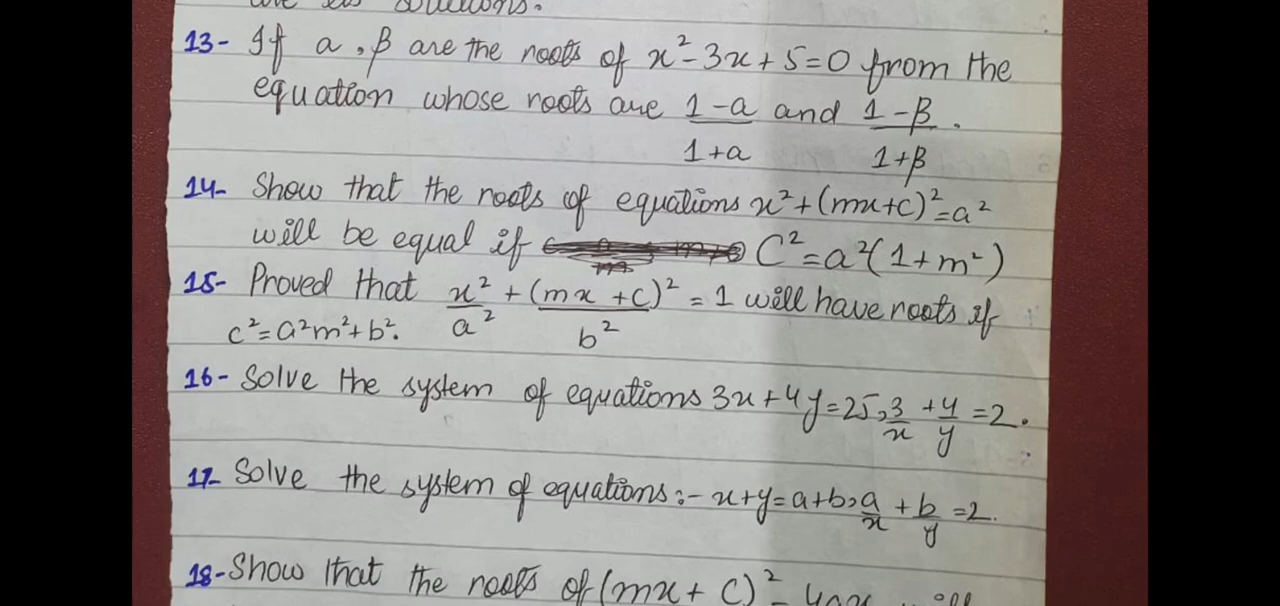 solutions.
13- If a, β are the roots of x²-3x+5=0 from the
equation whose roots are (1-a)/(1+a) and (1-β)/(1+β).
14- Show that the roots of equations x²+(mx+c)²=a²
will be equal if C²=a²(1+m²)
15- Proved that x²/a² + (mx+c)²/b² = 1 will have roots if
c²=a²m²+b².
16- Solve the system of equations 3x+4y=25, 3/x + 4/y = 2.
17- Solve the system of equations:- x+y=a+b, a/x + b/y = 2.
18- Show that the roots of (mx+ C)² =